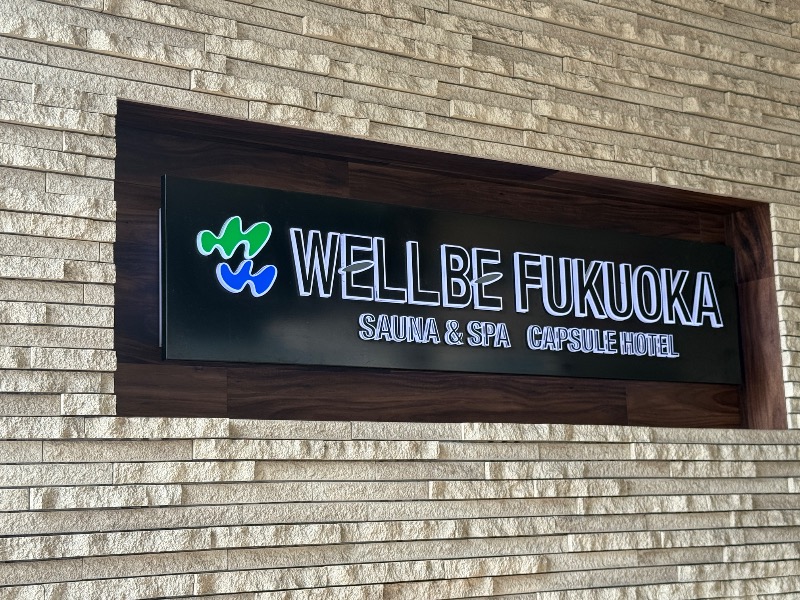 WELLBE FUKUOKA
SAUNA & SPA CAPSULE HOTEL